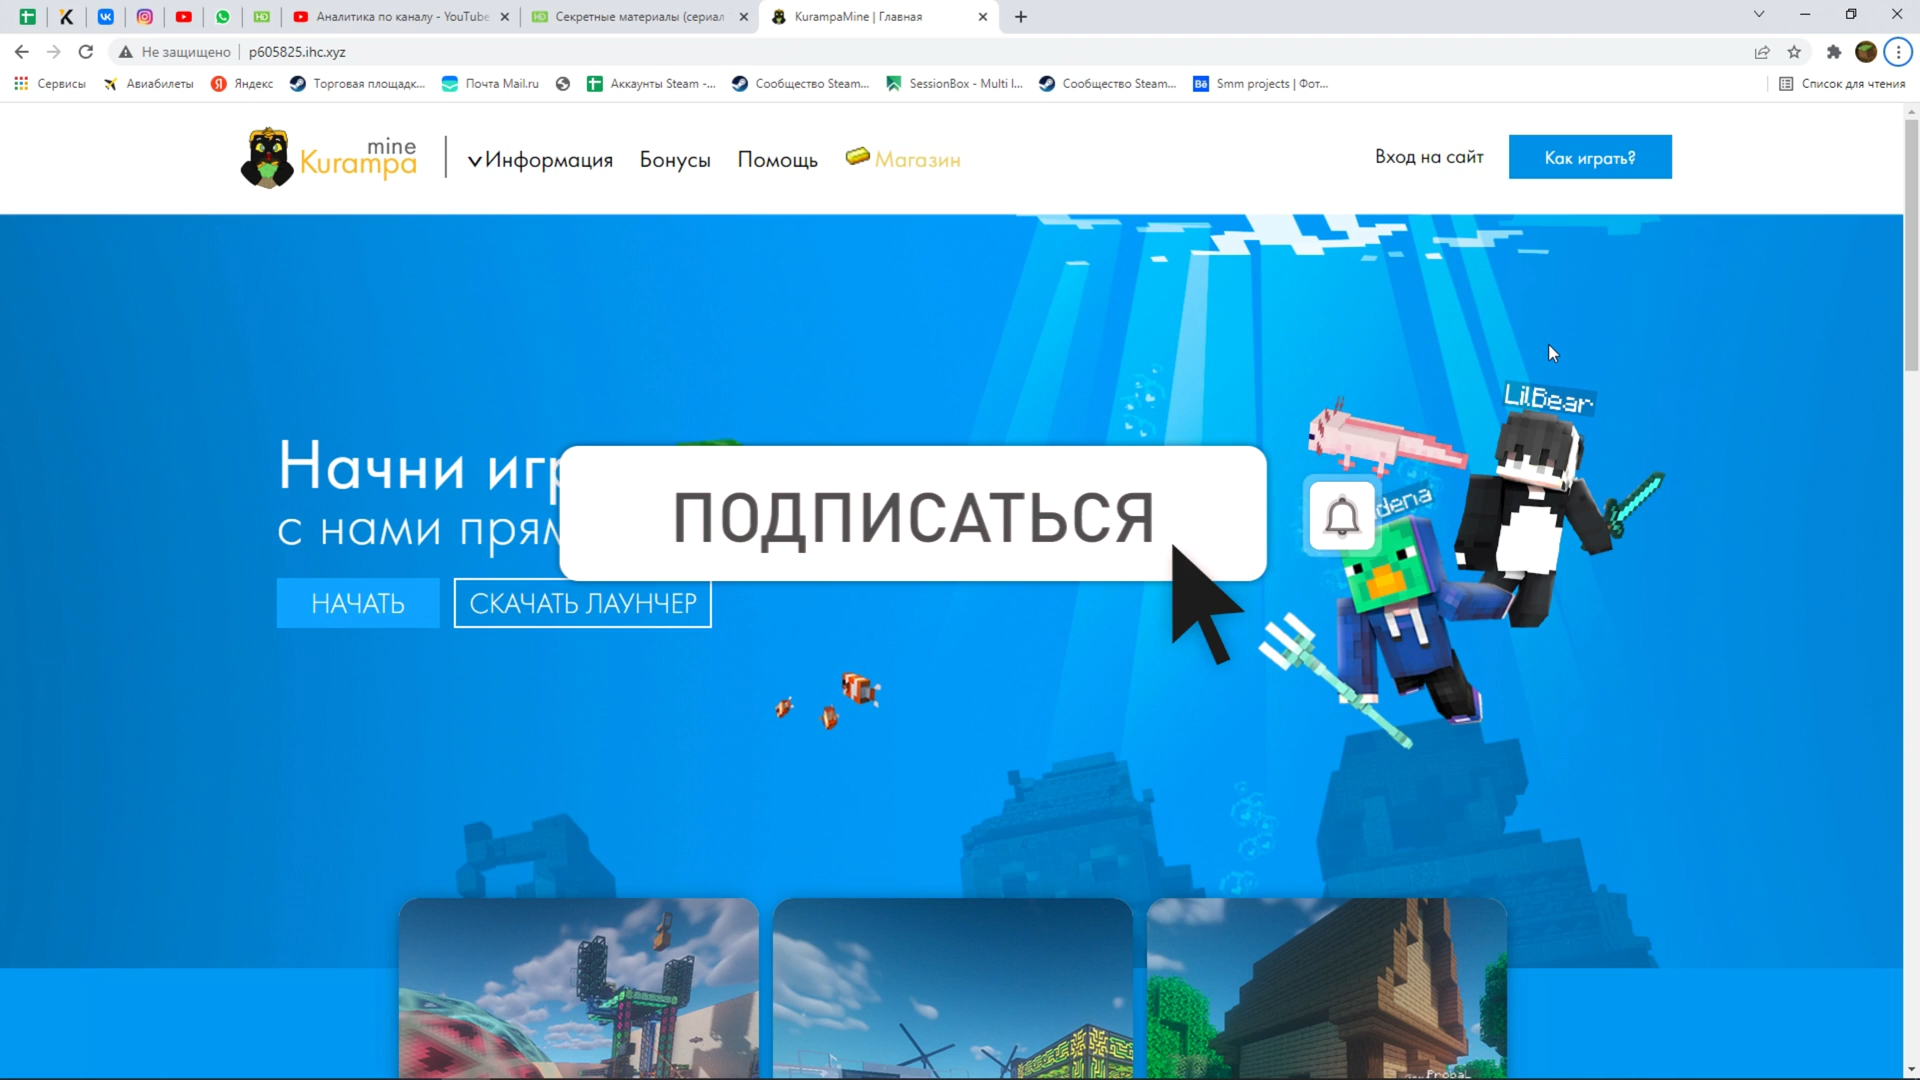 Аналитика по каналу - YouTube
Секретные материалы (сериал
KurampaMine | Главная
Не защищено
p605825.ihc.xyz
Сервисы
Авиабилеты
Яндекс
Торговая площадк...
Почта Mail.ru
Аккаунты Steam -...
Сообщество Steam...
SessionBox - Multi l...
Сообщество Steam...
Smm projects | Фот...
Список для чтения
mine
Kurampa
Информация
Бонусы
Помощь
Магазин
Вход на сайт
Как играть?
LilBear
Начни игр
ПОДПИСАТЬСЯ
dena
с нами прям
НАЧАТЬ
СКАЧАТЬ ЛАУНЧЕР